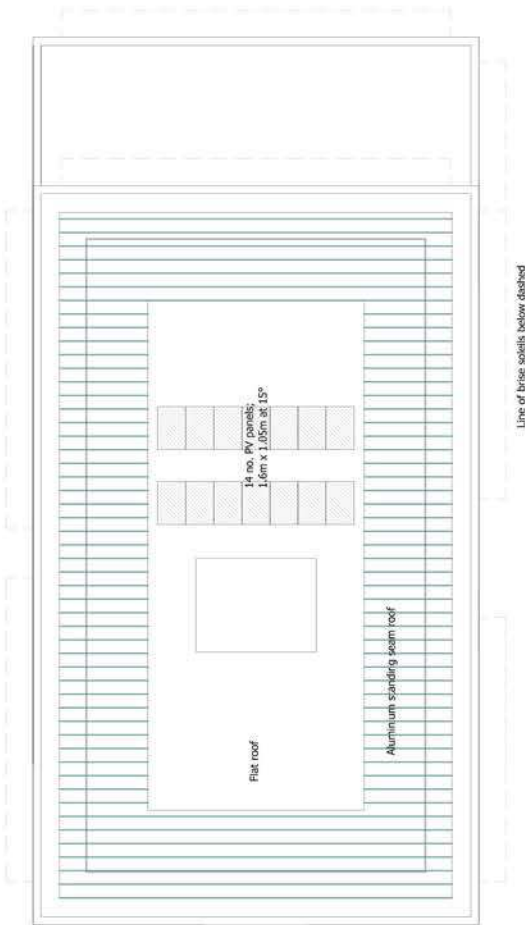 Line of brise soleils below dashed
14 no. PV panels;
1.6m x 1.05m at 15°
Aluminium standing seam roof
Flat roof